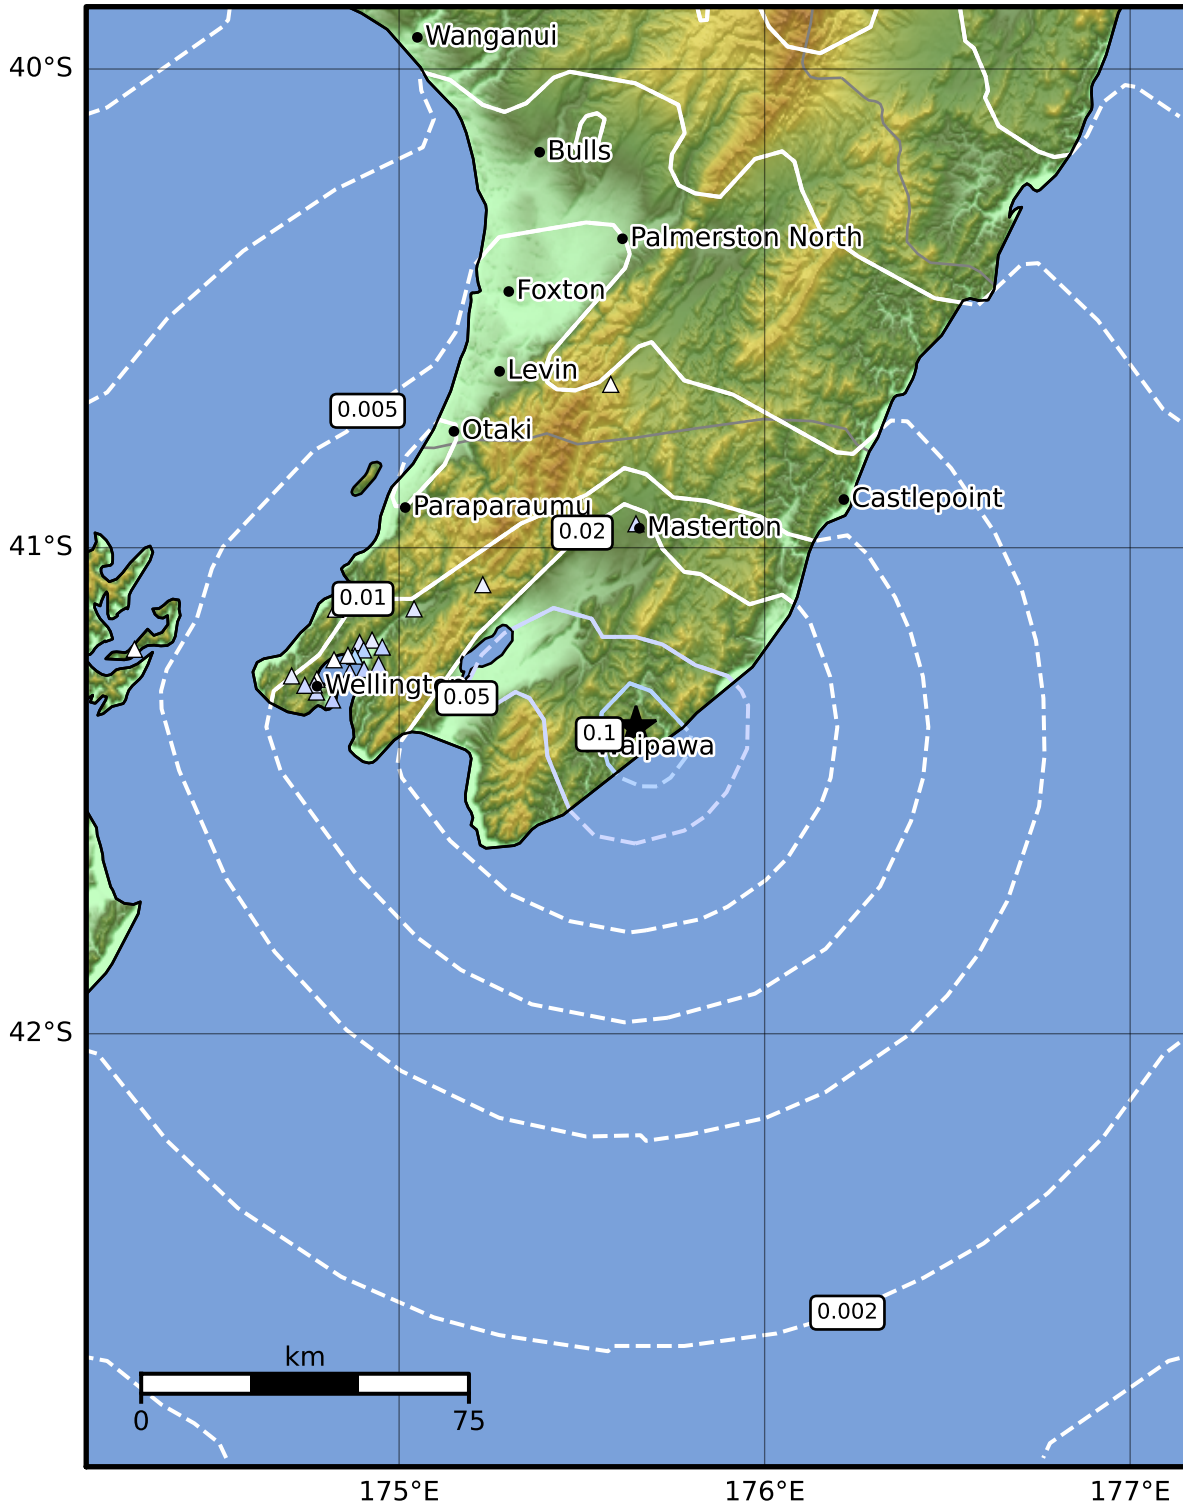 Wanganui
40°S
Bulls
Palmerston North
Foxton
Levin
0.005
Otaki
Castlepoint
Paraparaumu
Masterton
0.02
41°S
0.01
Wellington
0.05
0.1
Waipawa
42°S
0.002
km
0
75
175°E
176°E
177°E